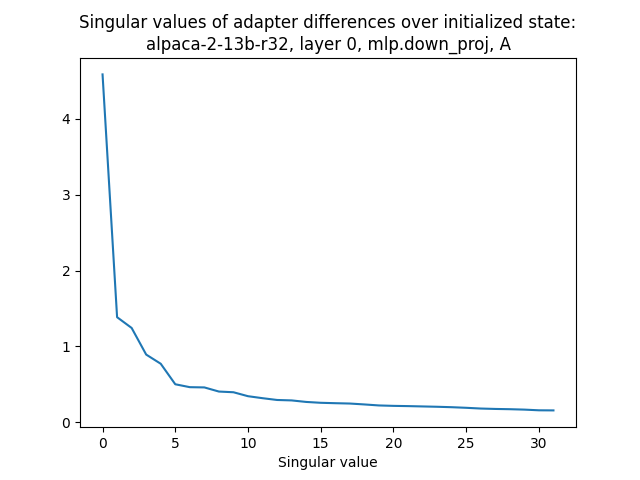 Singular values of adapter differences over initialized state:
alpaca-2-13b-r32, layer 0, mlp.down_proj, A
4
3
2
1
0
0 5 10 15 20 25 30
Singular value